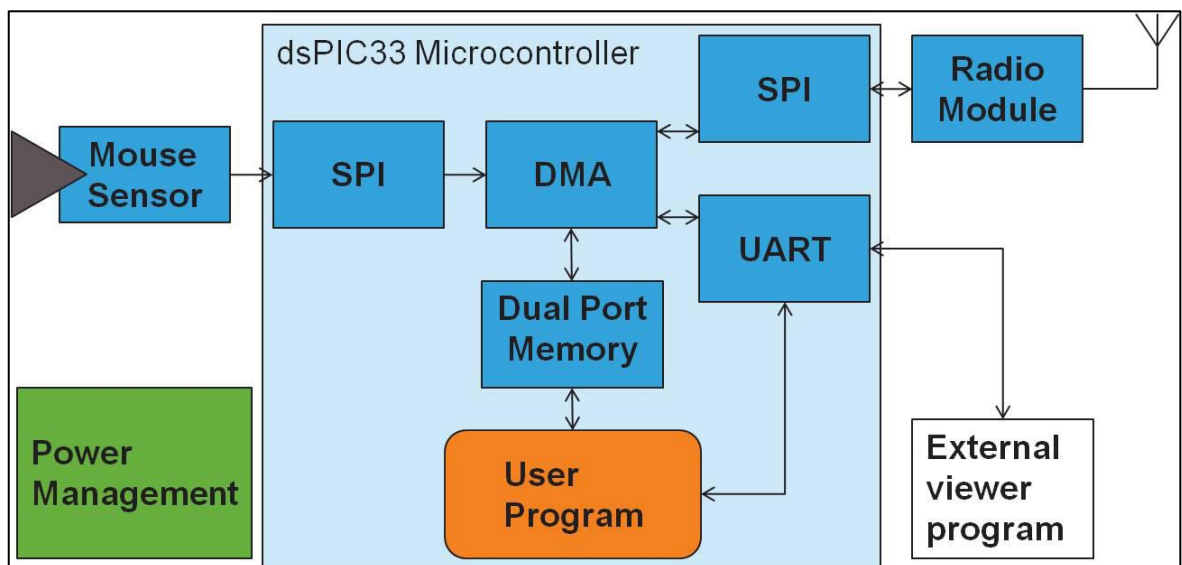 dsPIC33 Microcontroller
SPI
Radio
Module
Mouse
Sensor
SPI
DMA
UART
Dual Port
Memory
Power
Management
User
Program
External
viewer
program